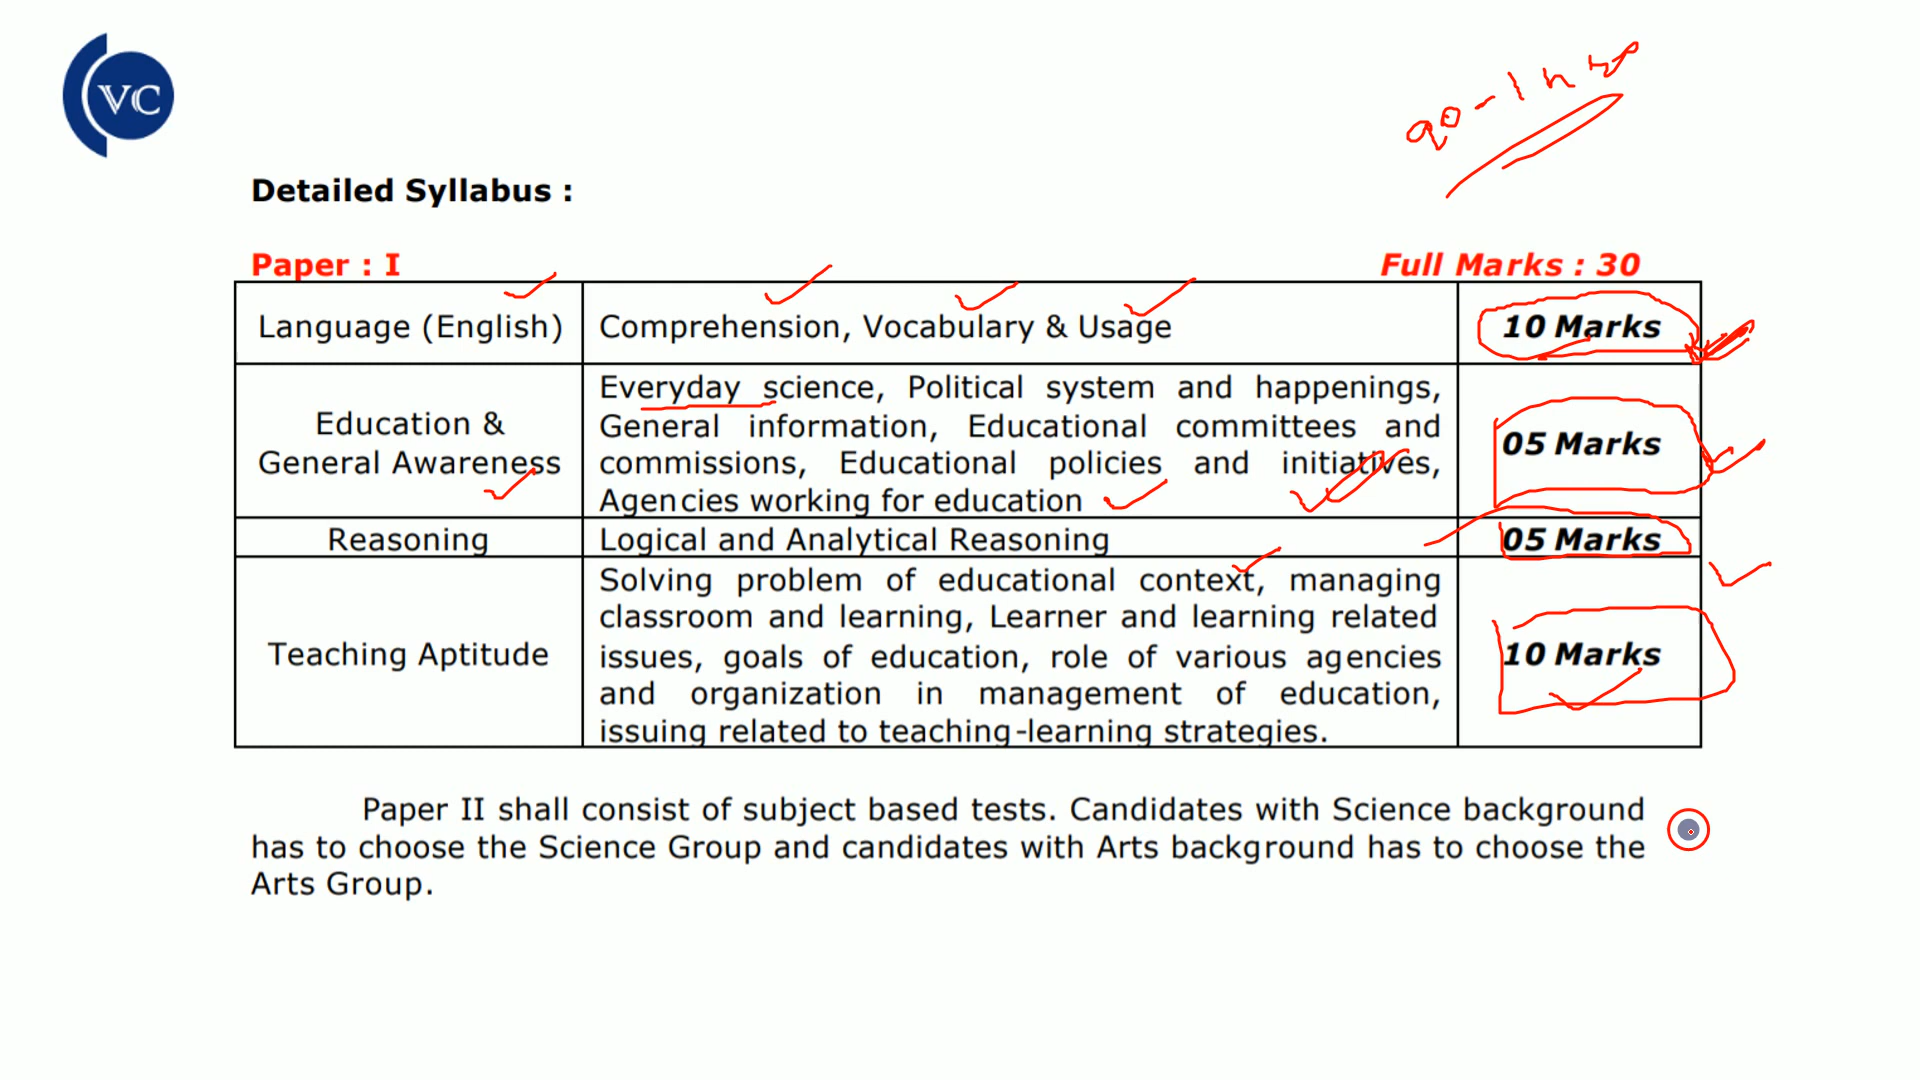 VC
90-1h
Detailed Syllabus :
Paper : I
Full Marks : 30
Language (English)
Comprehension, Vocabulary & Usage
10 Marks
Education &
General Awareness
Everyday science, Political system and happenings,
General information, Educational committees and
commissions, Educational policies and initiatives,
Agencies working for education
05 Marks
Reasoning
Logical and Analytical Reasoning
05 Marks
Teaching Aptitude
Solving problem of educational context, managing
classroom and learning, Learner and learning related
issues, goals of education, role of various agencies
and organization in management of education,
issuing related to teaching-learning strategies.
10 Marks
Paper II shall consist of subject based tests. Candidates with Science background
has to choose the Science Group and candidates with Arts background has to choose the
Arts Group.